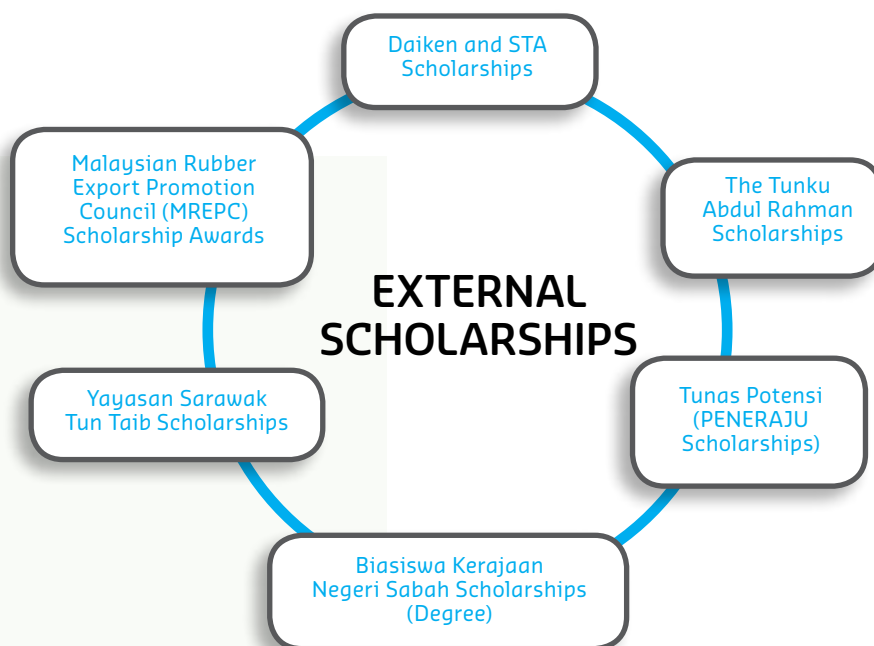 Daiken and STA
Scholarships
Malaysian Rubber
Export Promotion
Council (MREPC)
Scholarship Awards
The Tunku
Abdul Rahman
Scholarships
EXTERNAL
SCHOLARSHIPS
Yayasan Sarawak
Tun Taib Scholarships
Tunas Potensi
(PENERAJU
Scholarships)
Biasiswa Kerajaan
Negeri Sabah Scholarships
(Degree)